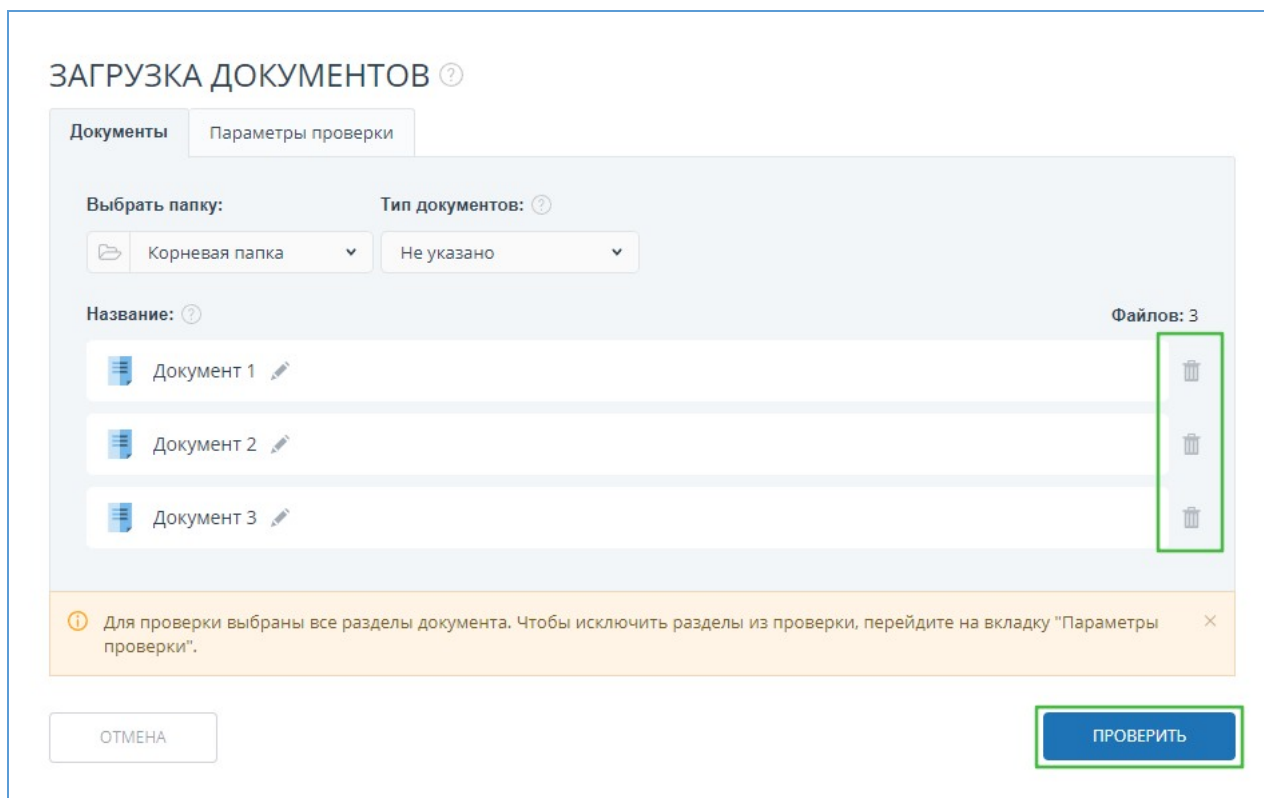 ЗАГРУЗКА ДОКУМЕНТОВ ?
Документы Параметры проверки
Выбрать папку: Тип документов: ?
Корневая папка Не указано
Название: ? Файлов: 3
Документ 1
Документ 2
Документ 3
Для проверки выбраны все разделы документа. Чтобы исключить разделы из проверки, перейдите на вкладку "Параметры
проверки".
ОТМЕНА ПРОВЕРИТЬ